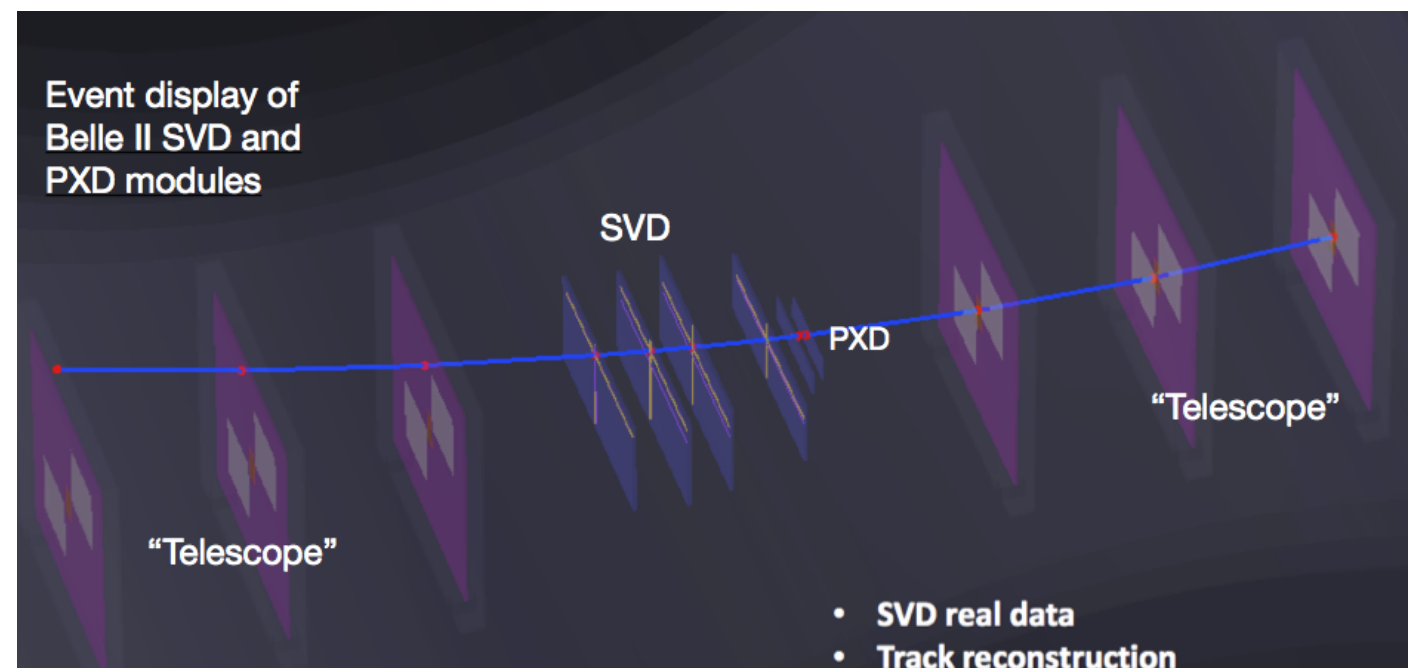 Event display of
Belle II SVD and
PXD modules
SVD
PXD
“Telescope”
“Telescope”
• SVD real data
• Track reconstruction